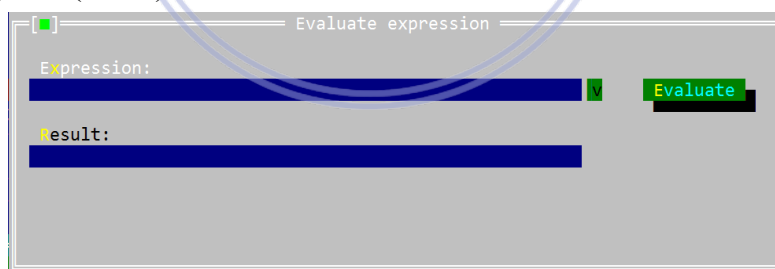 [■] Evaluate expression
Expression:
v Evaluate
Result: